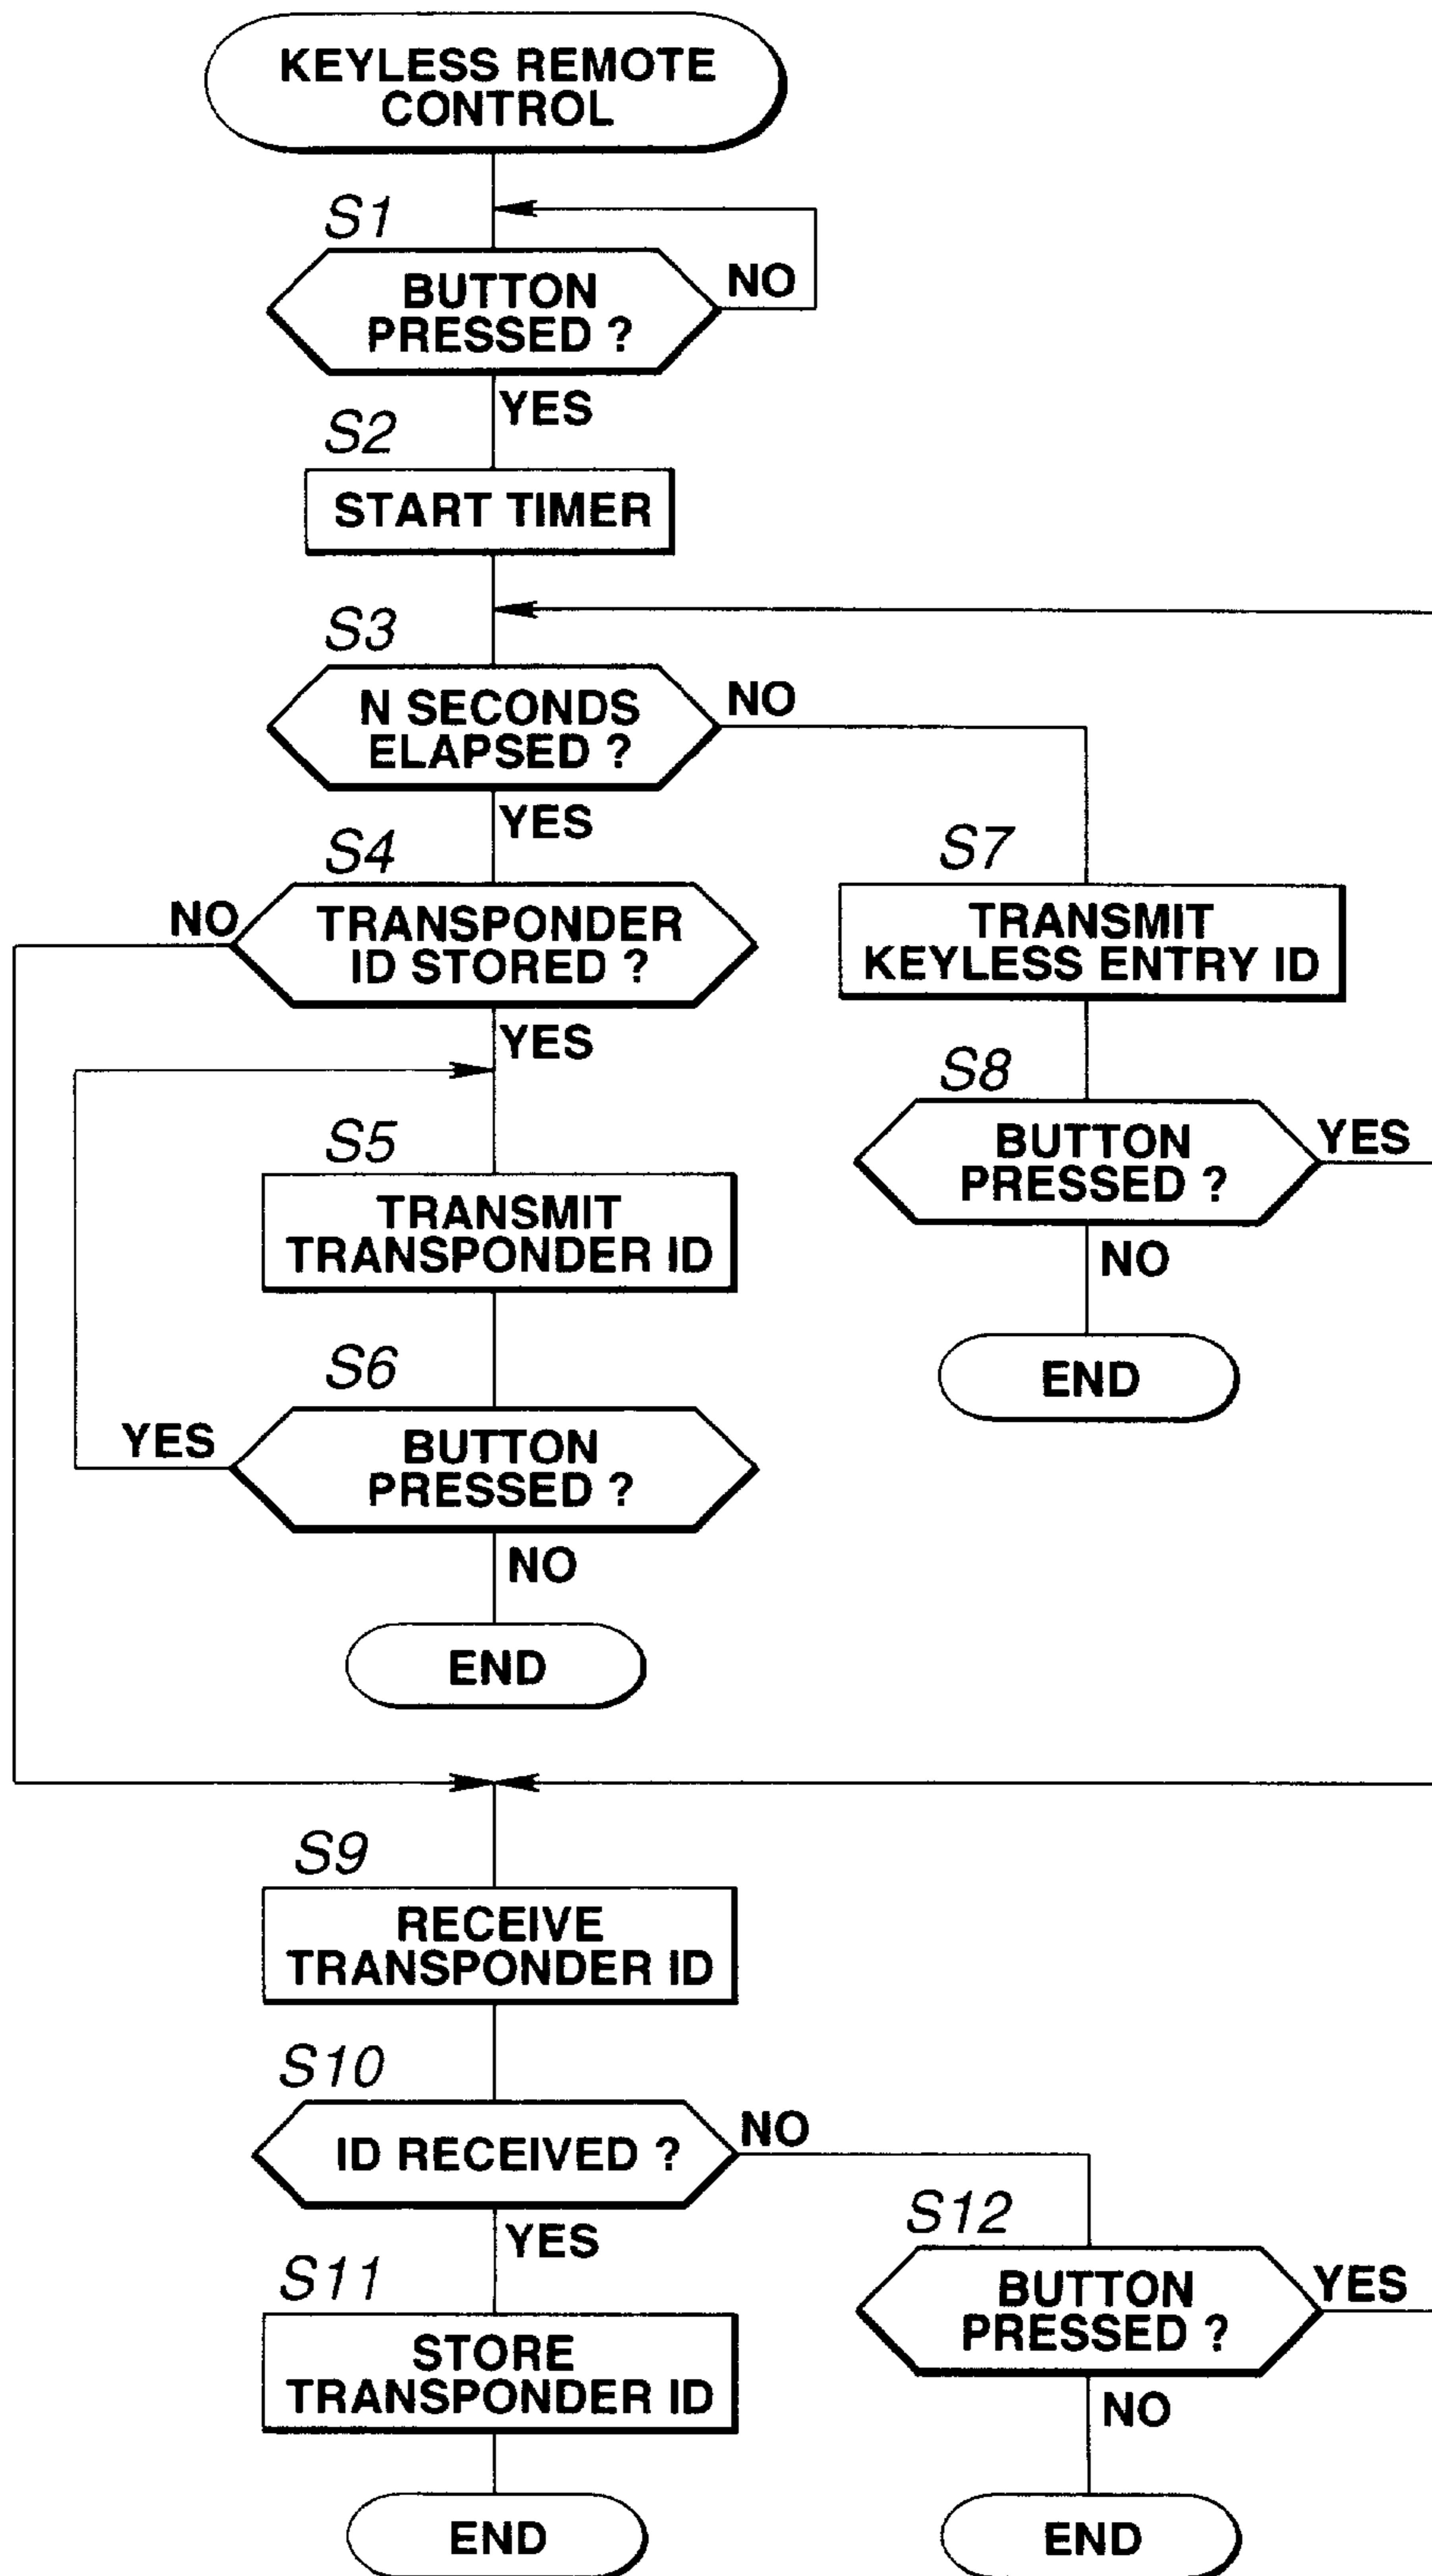 KEYLESS REMOTE
CONTROL
S1
BUTTON
PRESSED ?
NO
YES
S2
START TIMER
S3
N SECONDS
ELAPSED ?
NO
YES
S4
NO
TRANSPONDER
ID STORED ?
YES
S5
TRANSMIT
TRANSPONDER ID
S6
YES
BUTTON
PRESSED ?
NO
END
S7
TRANSMIT
KEYLESS ENTRY ID
S8
BUTTON
PRESSED ?
YES
NO
END
S9
RECEIVE
TRANSPONDER ID
S10
ID RECEIVED ?
NO
YES
S11
STORE
TRANSPONDER ID
END
S12
BUTTON
PRESSED ?
YES
NO
END